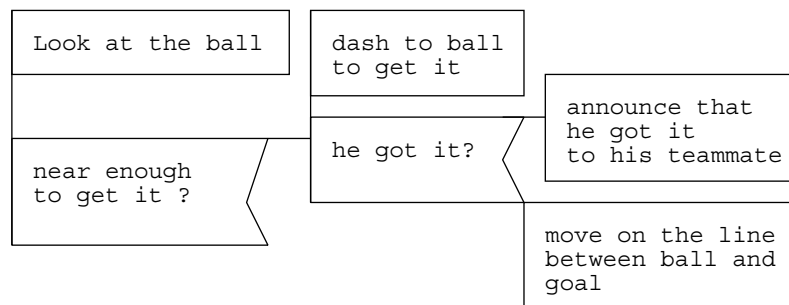 Look at the ball
near enough
to get it ?
dash to ball
to get it
he got it?
announce that
he got it
to his teammate
move on the line
between ball and
goal